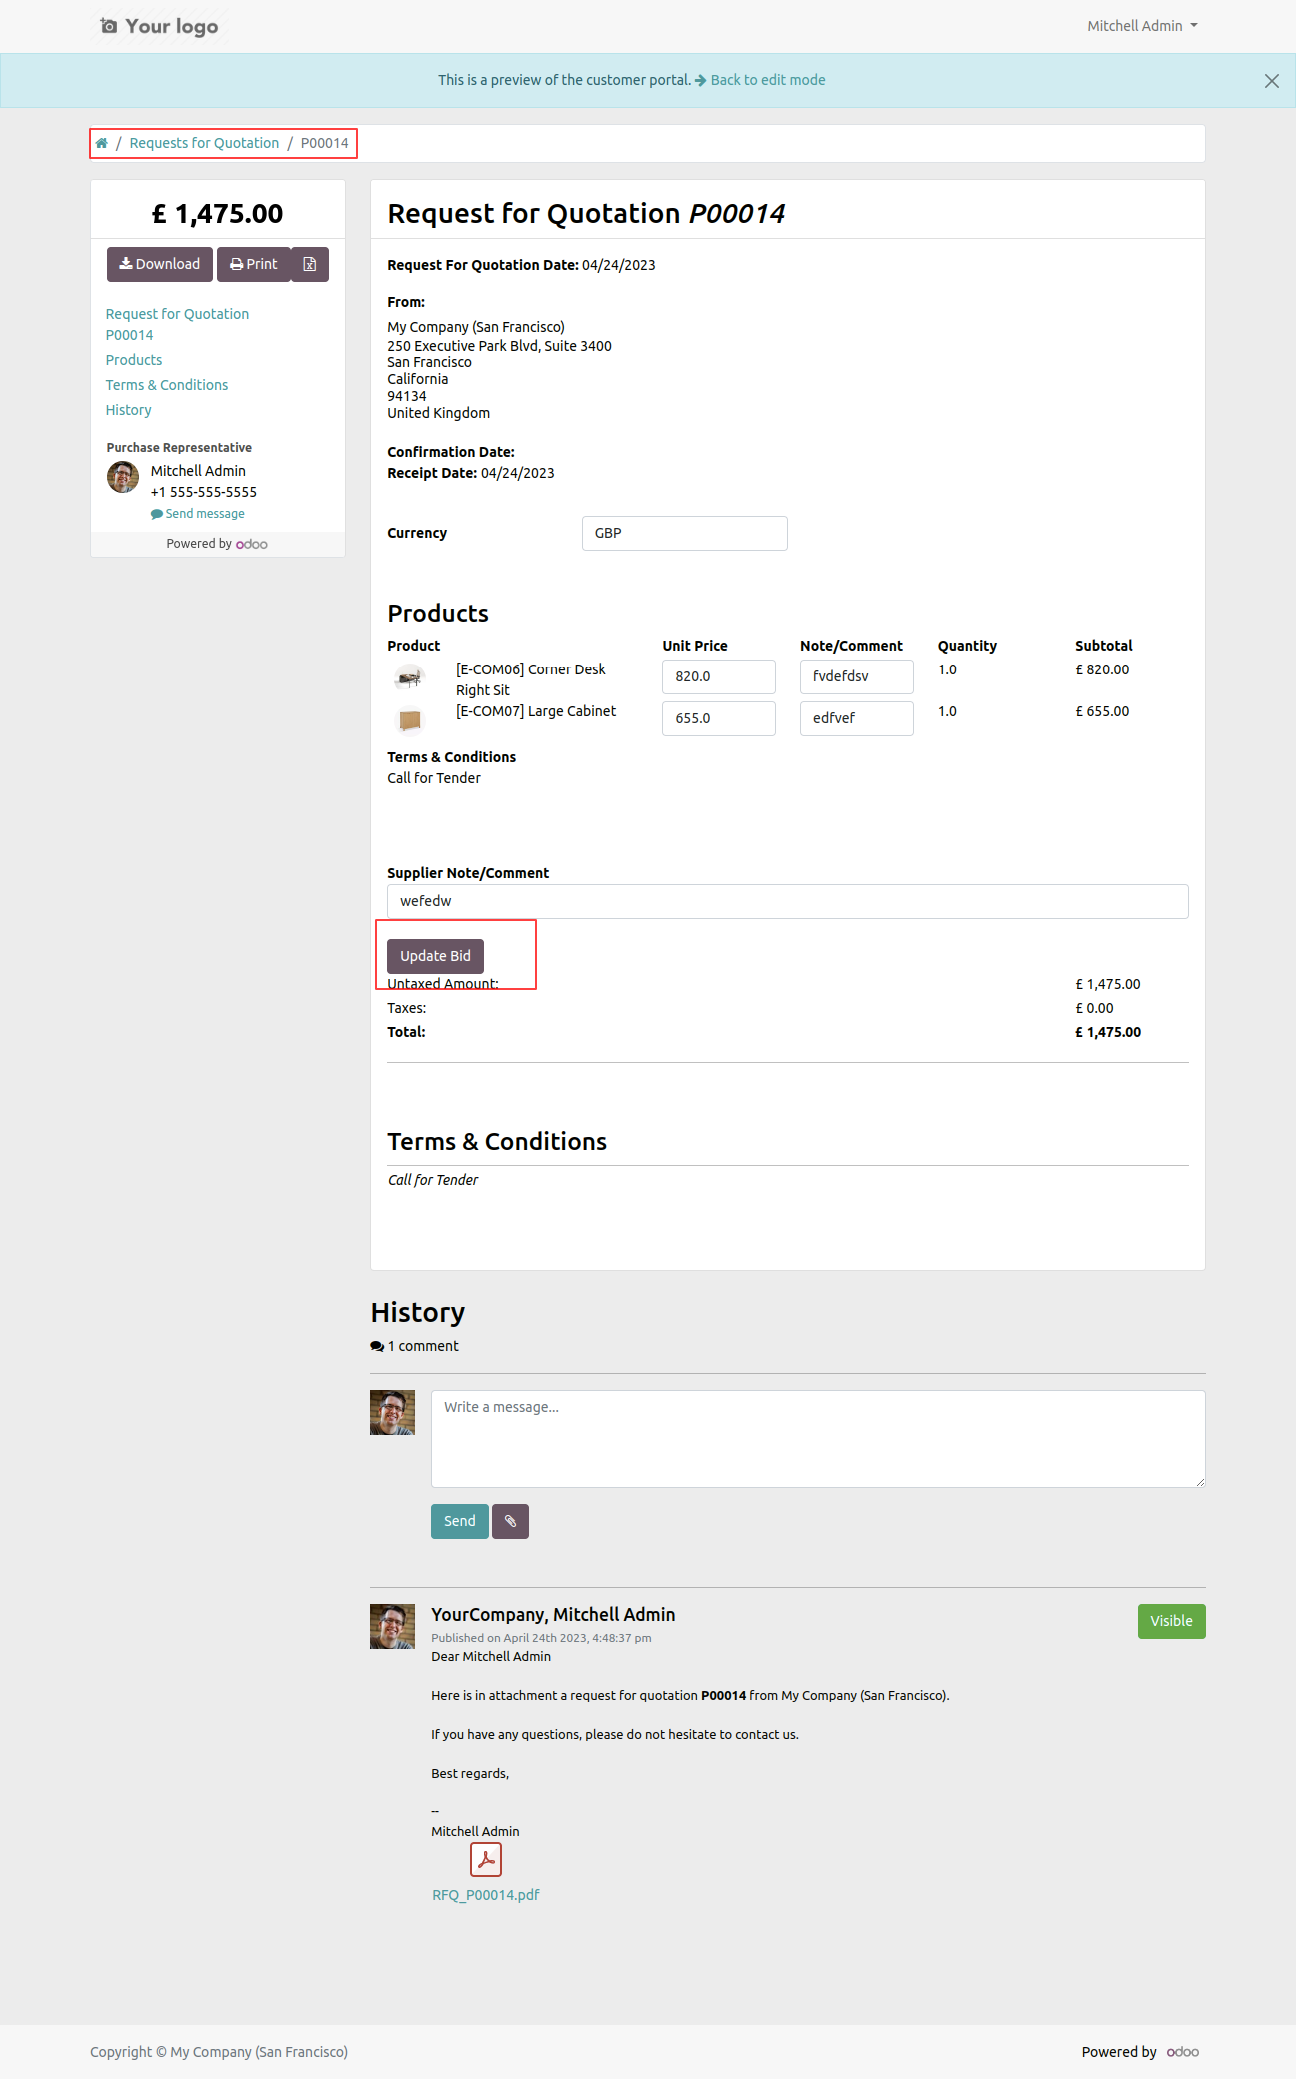 Your logo
Mitchell Admin
This is a preview of the customer portal. Back to edit mode
/ Requests for Quotation / P00014
£ 1,475.00
Download Print
Request for Quotation
P00014
Products
Terms & Conditions
History
Purchase Representative
Mitchell Admin
+1 555-555-5555
Send message
Powered by odoo
Request for Quotation P00014
Request For Quotation Date: 04/24/2023
From:
My Company (San Francisco)
250 Executive Park Blvd, Suite 3400
San Francisco
California
94134
United Kingdom
Confirmation Date:
Receipt Date: 04/24/2023
Currency GBP
Products
Product Unit Price Note/Comment Quantity Subtotal
[E-COM06] Corner Desk 820.0 fvdefdsv 1.0 £ 820.00
Right Sit
[E-COM07] Large Cabinet 655.0 edfvef 1.0 £ 655.00
Terms & Conditions
Call for Tender
Supplier Note/Comment
wefedw
Update Bid
Untaxed Amount: £ 1,475.00
Taxes: £ 0.00
Total: £ 1,475.00
Terms & Conditions
Call for Tender
History
1 comment
Write a message...
Send
YourCompany, Mitchell Admin Visible
Published on April 24th 2023, 4:48:37 pm
Dear Mitchell Admin
Here is in attachment a request for quotation P00014 from My Company (San Francisco).
If you have any questions, please do not hesitate to contact us.
Best regards,
--
Mitchell Admin
RFQ_P00014.pdf
Copyright © My Company (San Francisco) Powered by odoo